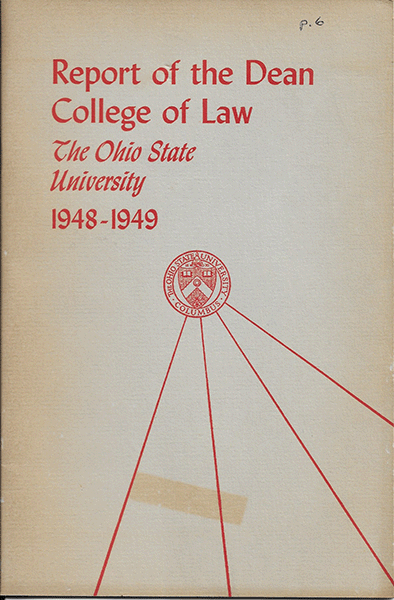 p.6
Report of the Dean
College of Law
The Ohio State
University
1948-1949
THE OHIO STATE UNIVERSITY
COLUMBUS